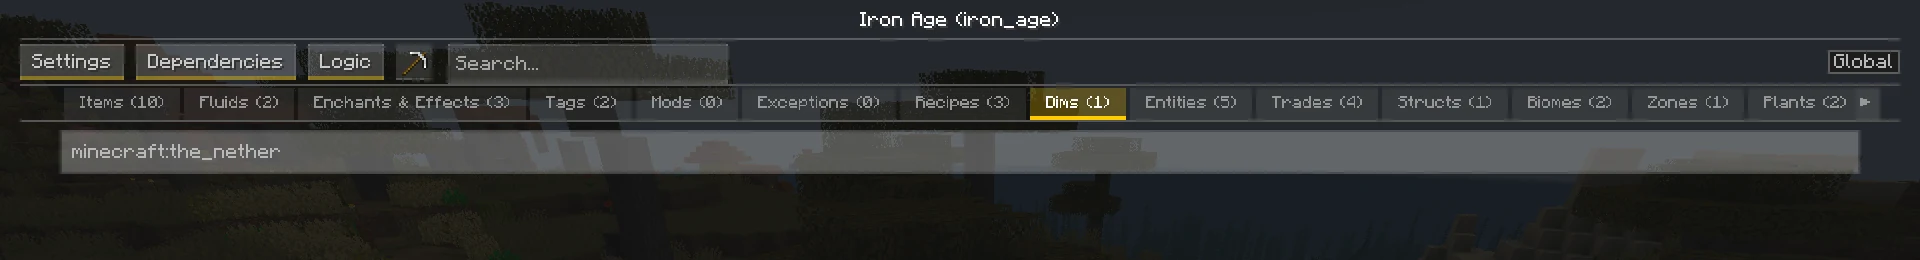 Iron Age (iron_age)
Settings Dependencies Logic Search... Global
Items (10) Fluids (2) Enchants & Effects (3) Tags (2) Mods (0) Exceptions (0) Recipes (3) Dims (1) Entities (5) Trades (4) Structs (1) Biomes (2) Zones (1) Plants (2)
minecraft:the_nether